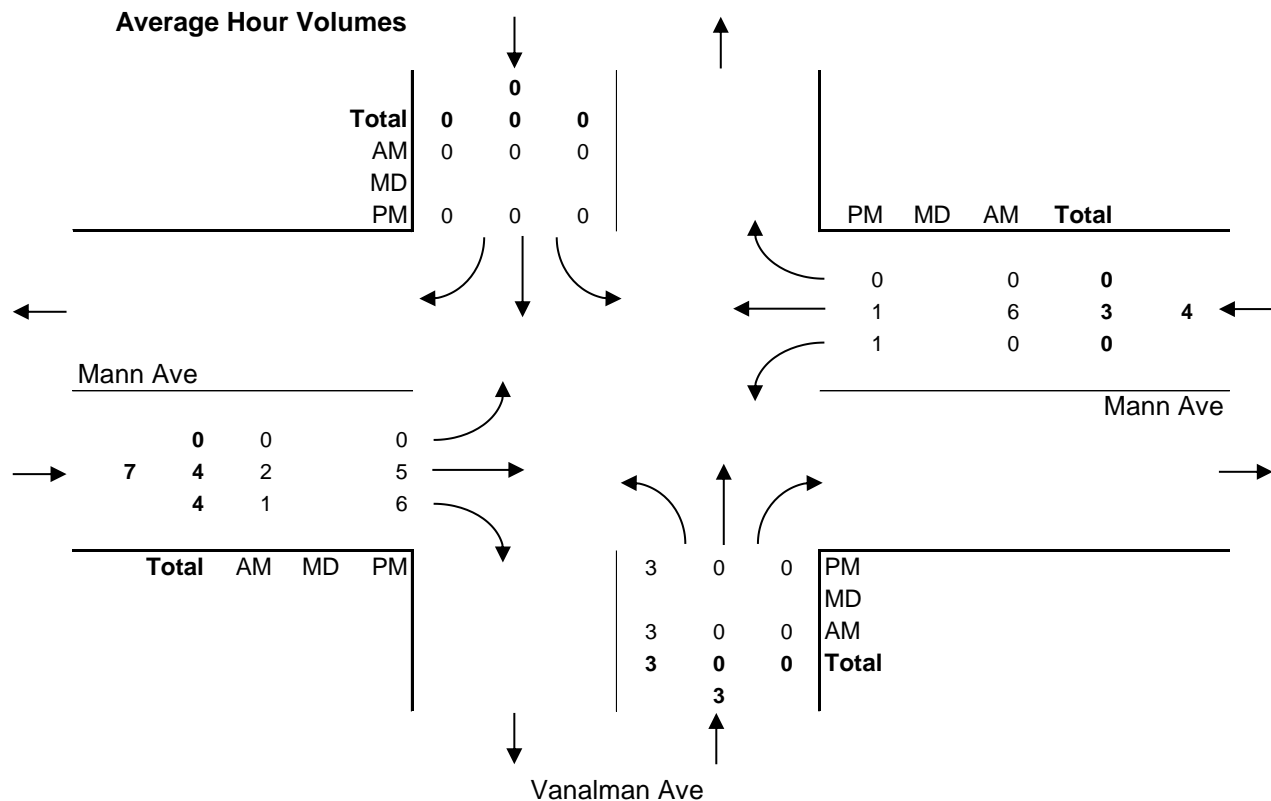 Average Hour Volumes
0
Total 0 0 0
AM 0 0 0
MD
PM 0 0 0
PM MD AM Total
0 0 0
1 6 3 4
1 0 0
Mann Ave
Mann Ave
0 0 0
7 4 2 5
4 1 6
Total AM MD PM
3 0 0 PM
MD
3 0 0 AM
3 0 0 Total
3
Vanalman Ave